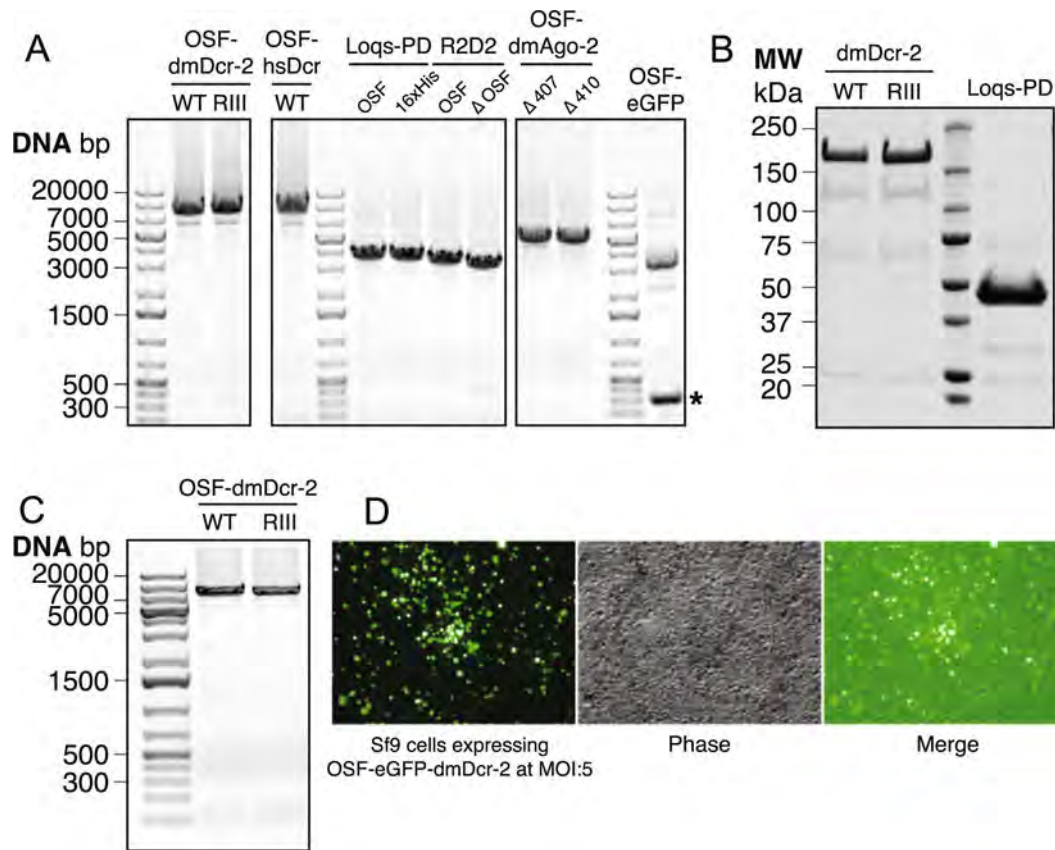 A
OSF-
dmDcr-2
WT RIII
OSF-
hsDcr
WT
Loqs-PD R2D2
OSF 16xHis OSF Δ OSF
OSF-
dmAgo-2
Δ 407 Δ 410
OSF-
eGFP
DNA bp
20000
7000
5000
3000
1500
500
300
*
B
MW
kDa
dmDcr-2
WT RIII
Loqs-PD
250
150
100
75
50
37
25
20
C
OSF-dmDcr-2
WT RIII
DNA bp
20000
7000
5000
1500
500
300
D
Sf9 cells expressing
OSF-eGFP-dmDcr-2 at MOI:5
Phase
Merge